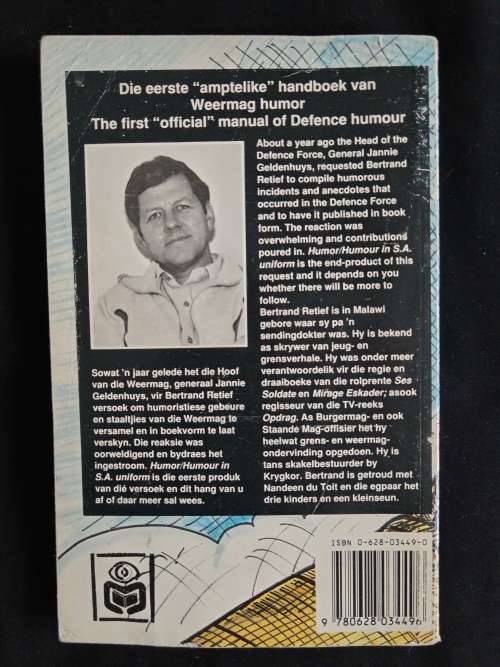 Die eerste "amptelike" handboek van
Weermag humor
The first "official" manual of Defence humour
About a year ago the Head of the
Defence Force, General Jannie
Geldenhuys, requested Bertrand
Retief to compile humorous
incidents and anecdotes that
occurred in the Defence Force
and to have it published in book
form. The reaction was
overwhelming and contributions
poured in. Humor/Humour in S.A.
uniform is the end-product of this
request and it depends on you
whether there will be more to
follow.
Bertrand Retief is in Malawi
gebore waar sy pa 'n
sendingdokter was. Hy is bekend
as skrywer van jeug- en
grensverhale. Hy was onder meer
verantwoordelik vir die regie en
draaiboeke van die rolprente Ses
Soldate en Mirage Eskader; asook
regisseur van die TV-reeks
Opdrag. As Burgermag- en ook
Staande Mag-offisier het hy
heelwat grens- en weermag-
ondervinding opgedoen. Hy is
tans skakelbestuurder by
Krygkor. Bertrand is getroud met
Nandeen du Toit en die egpaar het
drie kinders en een kleinseun.
Sowat 'n jaar gelede het die Hoof
van die Weermag, generaal Jannie
Geldenhuys, vir Bertrand Retief
versoek om humoristiese gebeure
en staaltjies van die Weermag te
versamel en in boekvorm te laat
verskyn. Die reaksie was
oorweldigend en bydraes het
ingestroom. Humor/Humour in
S.A. uniform is die eerste produk
van dié versoek en dit hang van u
af of daar meer sal wees.
ISBN 0-628-03449-0
9 780628 034496